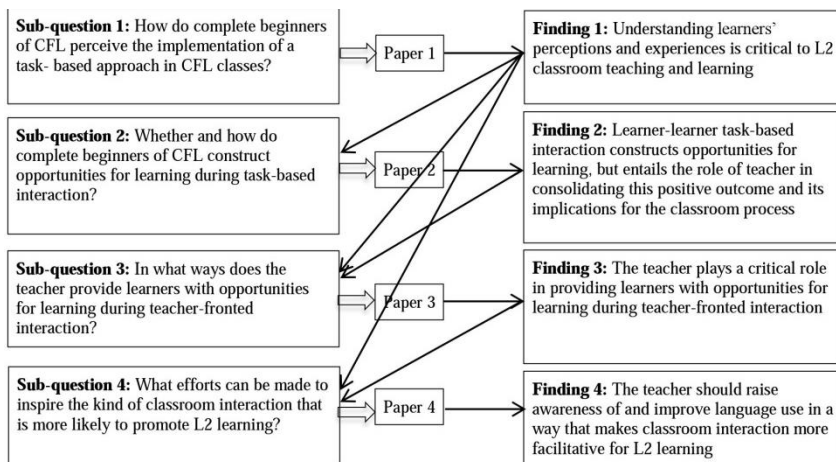 Sub-question 1: How do complete beginners
of CFL perceive the implementation of a
task- based approach in CFL classes?
Paper 1
Finding 1: Understanding learners’
perceptions and experiences is critical to L2
classroom teaching and learning
Sub-question 2: Whether and how do
complete beginners of CFL construct
opportunities for learning during task-based
interaction?
Paper 2
Finding 2: Learner-learner task-based
interaction constructs opportunities for
learning, but entails the role of teacher in
consolidating this positive outcome and its
implications for the classroom process
Sub-question 3: In what ways does the
teacher provide learners with opportunities
for learning during teacher-fronted
interaction?
Paper 3
Finding 3: The teacher plays a critical role
in providing learners with opportunities for
learning during teacher-fronted interaction
Sub-question 4: What efforts can be made to
inspire the kind of classroom interaction that
is more likely to promote L2 learning?
Paper 4
Finding 4: The teacher should raise
awareness of and improve language use in a
way that makes classroom interaction more
facilitative for L2 learning